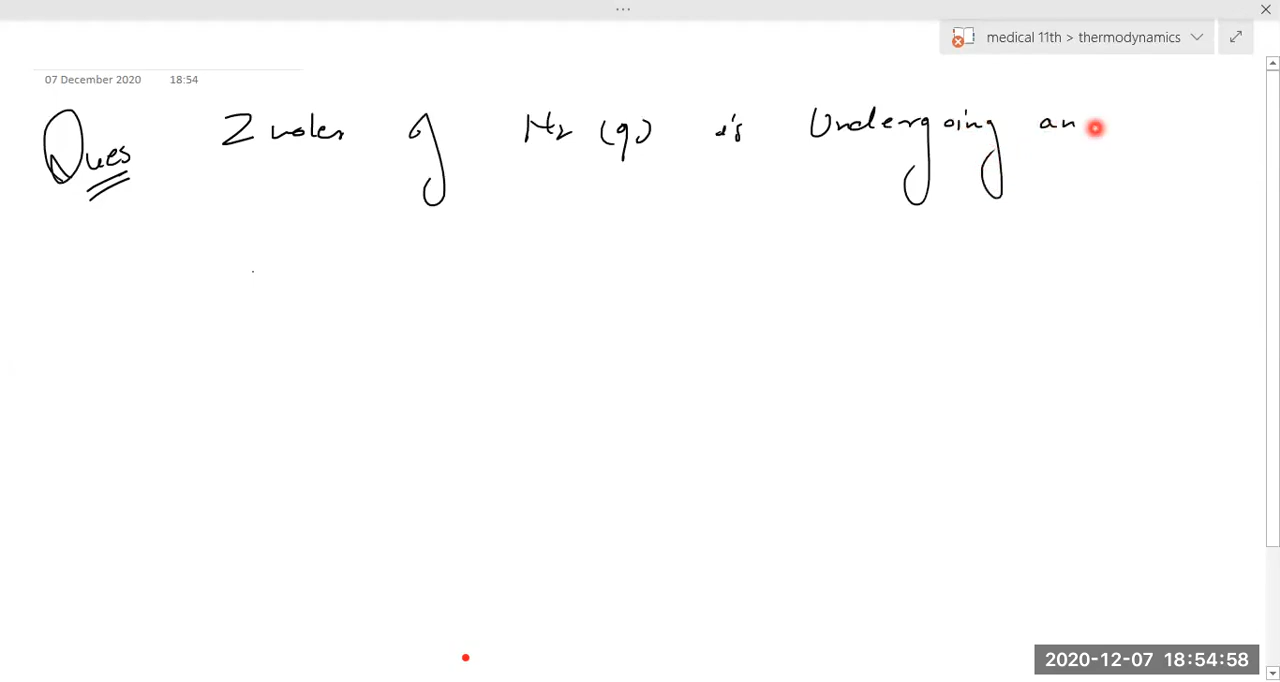 ...
medical 11th > thermodynamics
07 December 2020 18:54
Ques 2 moles of H2 (g) is Undergoing an
2020-12-07 18:54:58